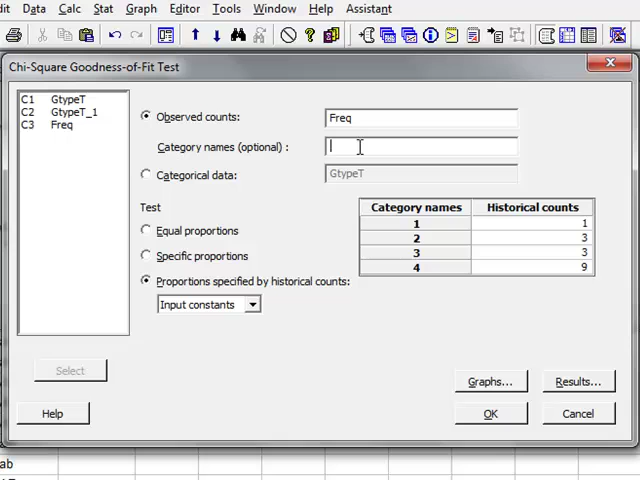 dit Data Calc Stat Graph Editor Tools Window Help Assistant
Chi-Square Goodness-of-Fit Test
C1 GtypeT
C2 GtypeT_1
C3 Freq
Observed counts: Freq
Category names (optional) :
Categorical data: GtypeT
Test
Equal proportions
Specific proportions
Proportions specified by historical counts:
Input constants
Category names Historical counts
1 1
2 3
3 3
4 9
Select
Graphs... Results...
Help OK Cancel
ab